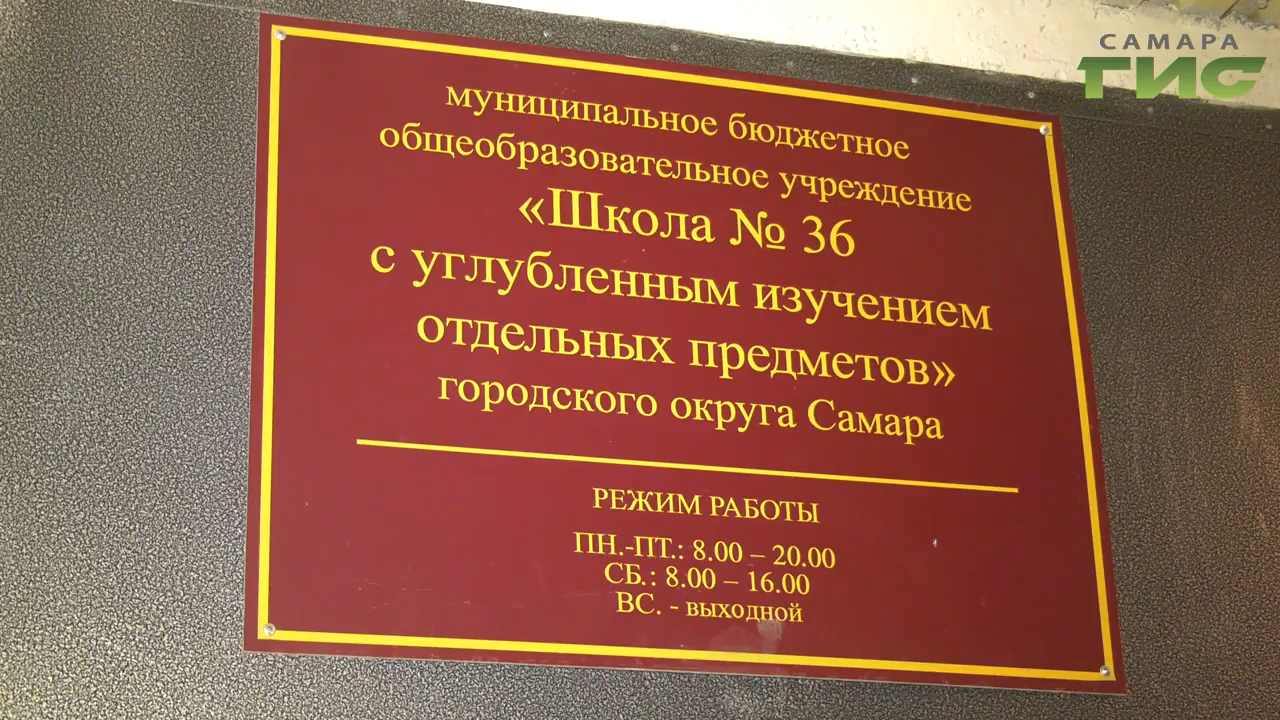 САМАРА
ГИС
муниципальное бюджетное
общеобразовательное учреждение
«Школа № 36
с углубленным изучением
отдельных предметов»
городского округа Самара
РЕЖИМ РАБОТЫ
ПН.-ПТ.: 8.00 – 20.00
СБ.: 8.00 – 16.00
ВС. - выходной